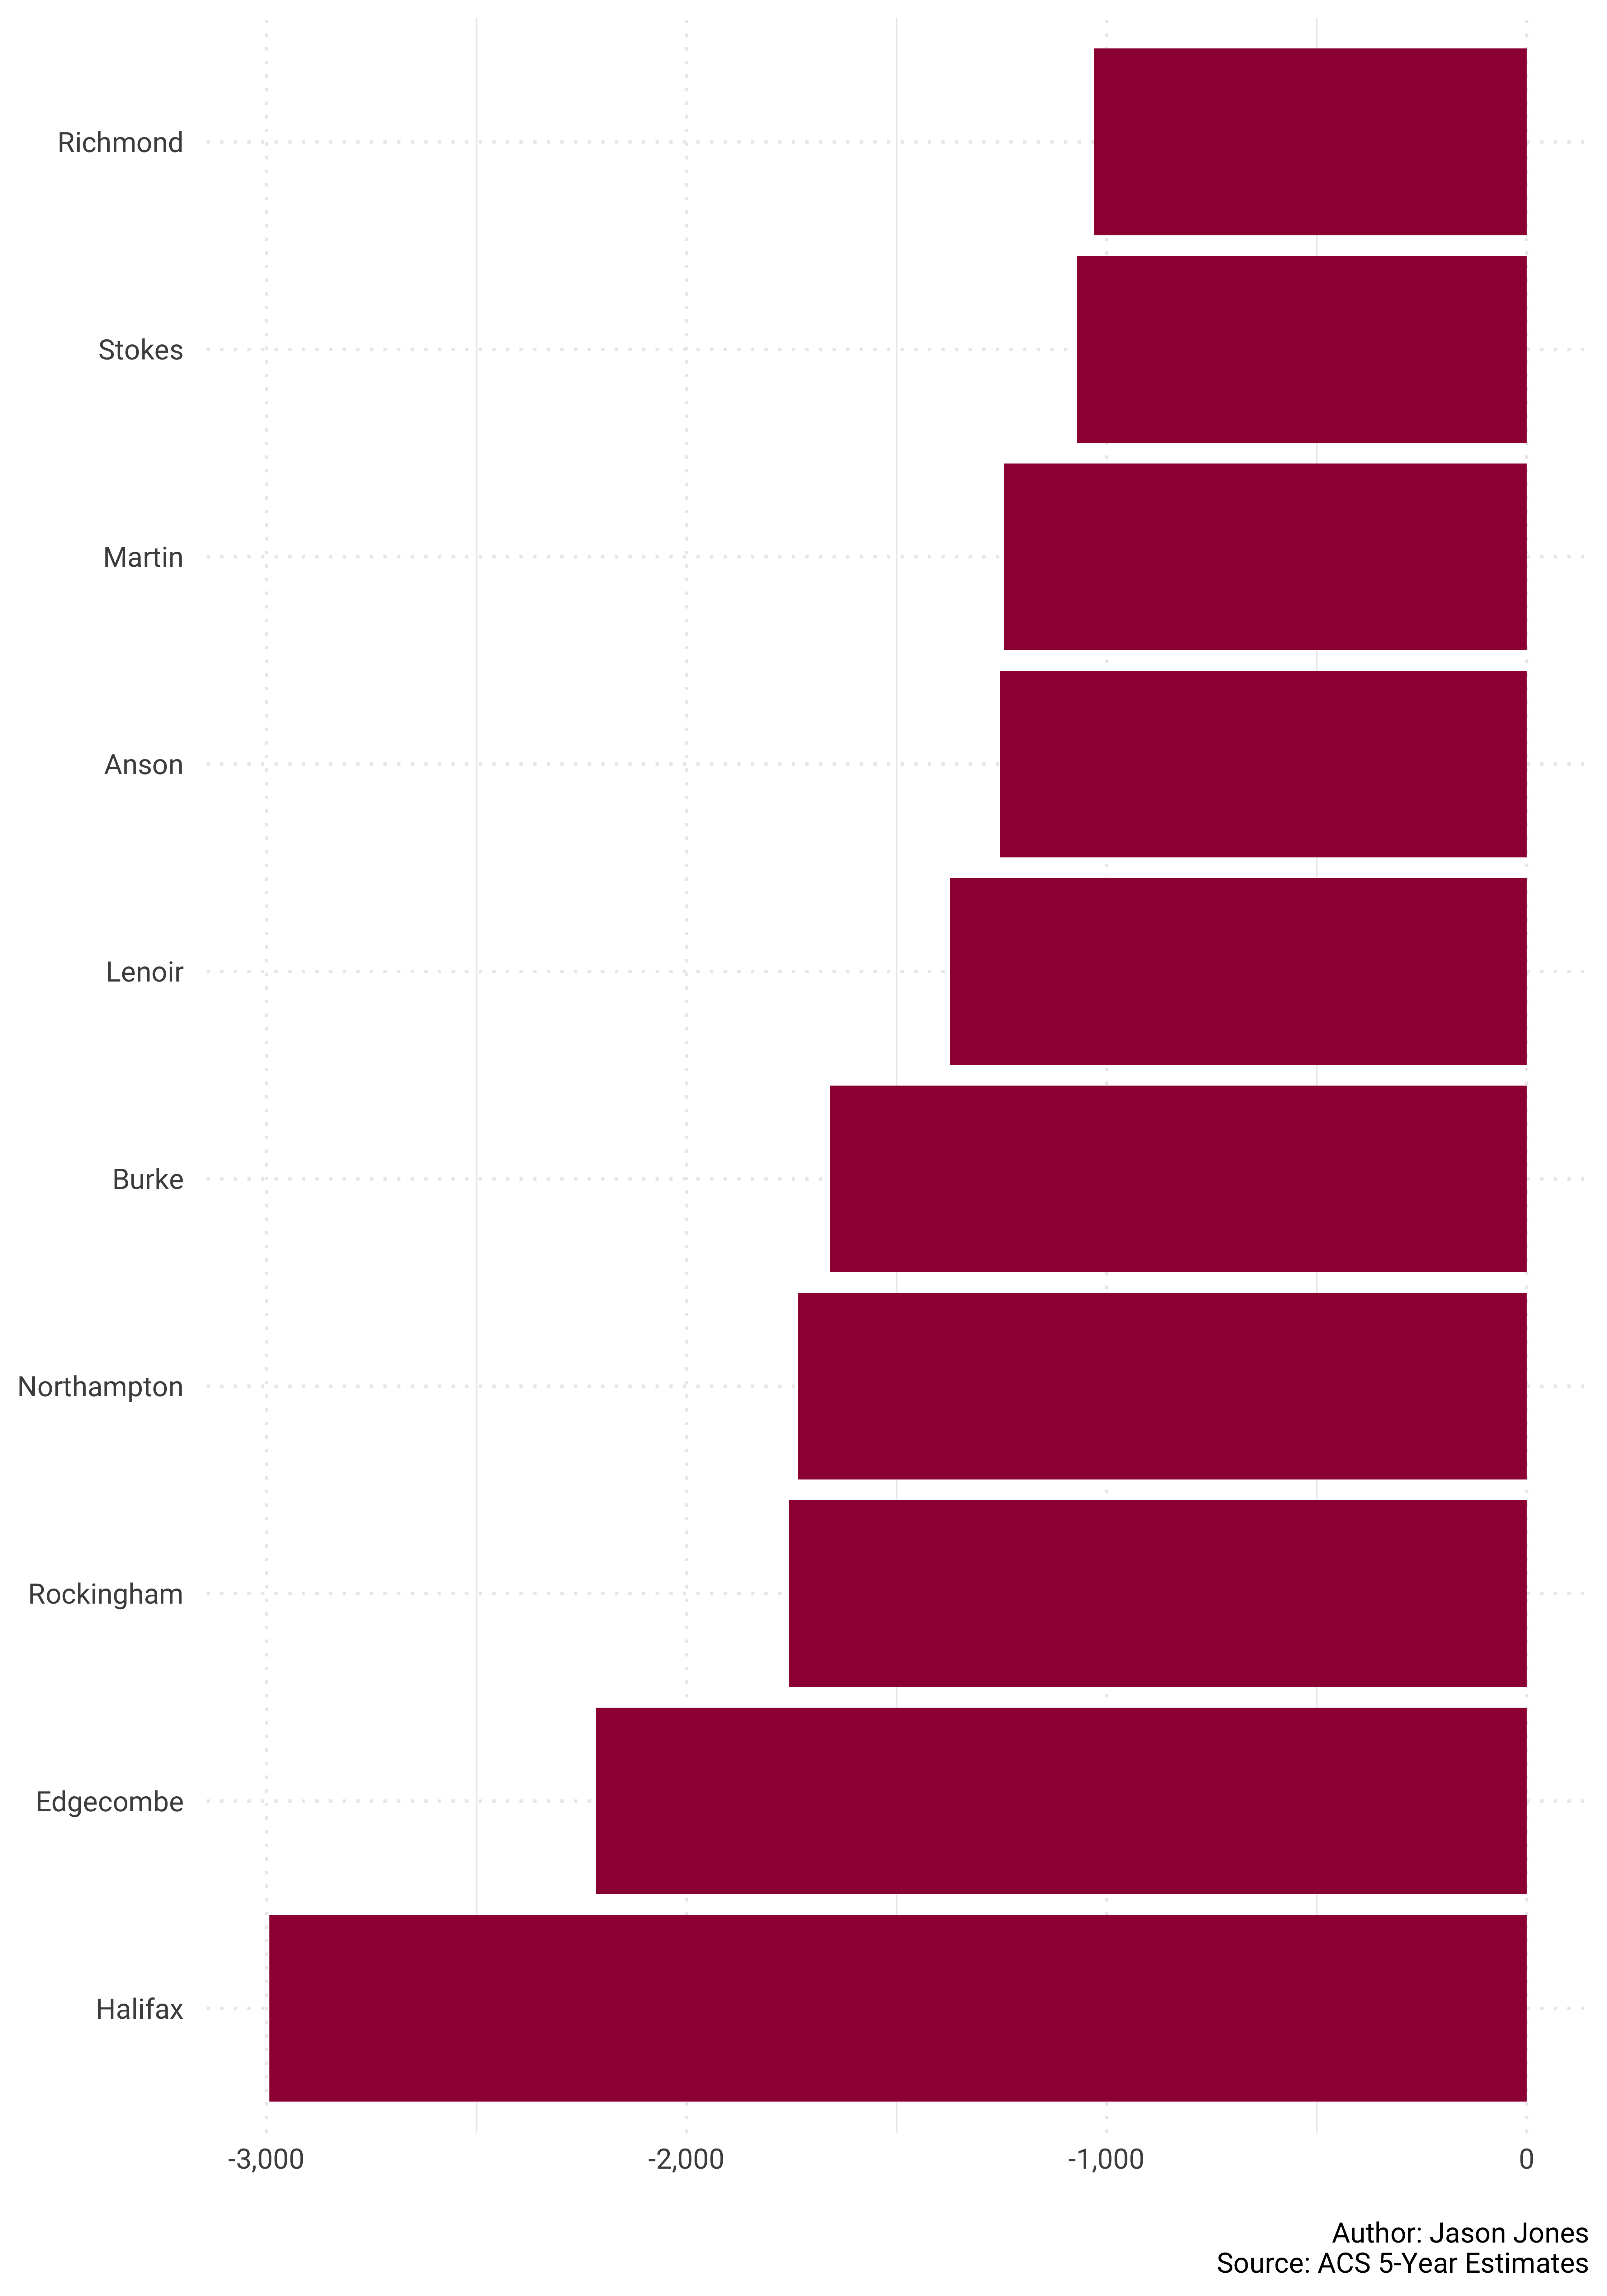 Richmond
Stokes
Martin
Anson
Lenoir
Burke
Northampton
Rockingham
Edgecombe
Halifax
-3,000
-2,000
-1,000
0
Author: Jason Jones
Source: ACS 5-Year Estimates